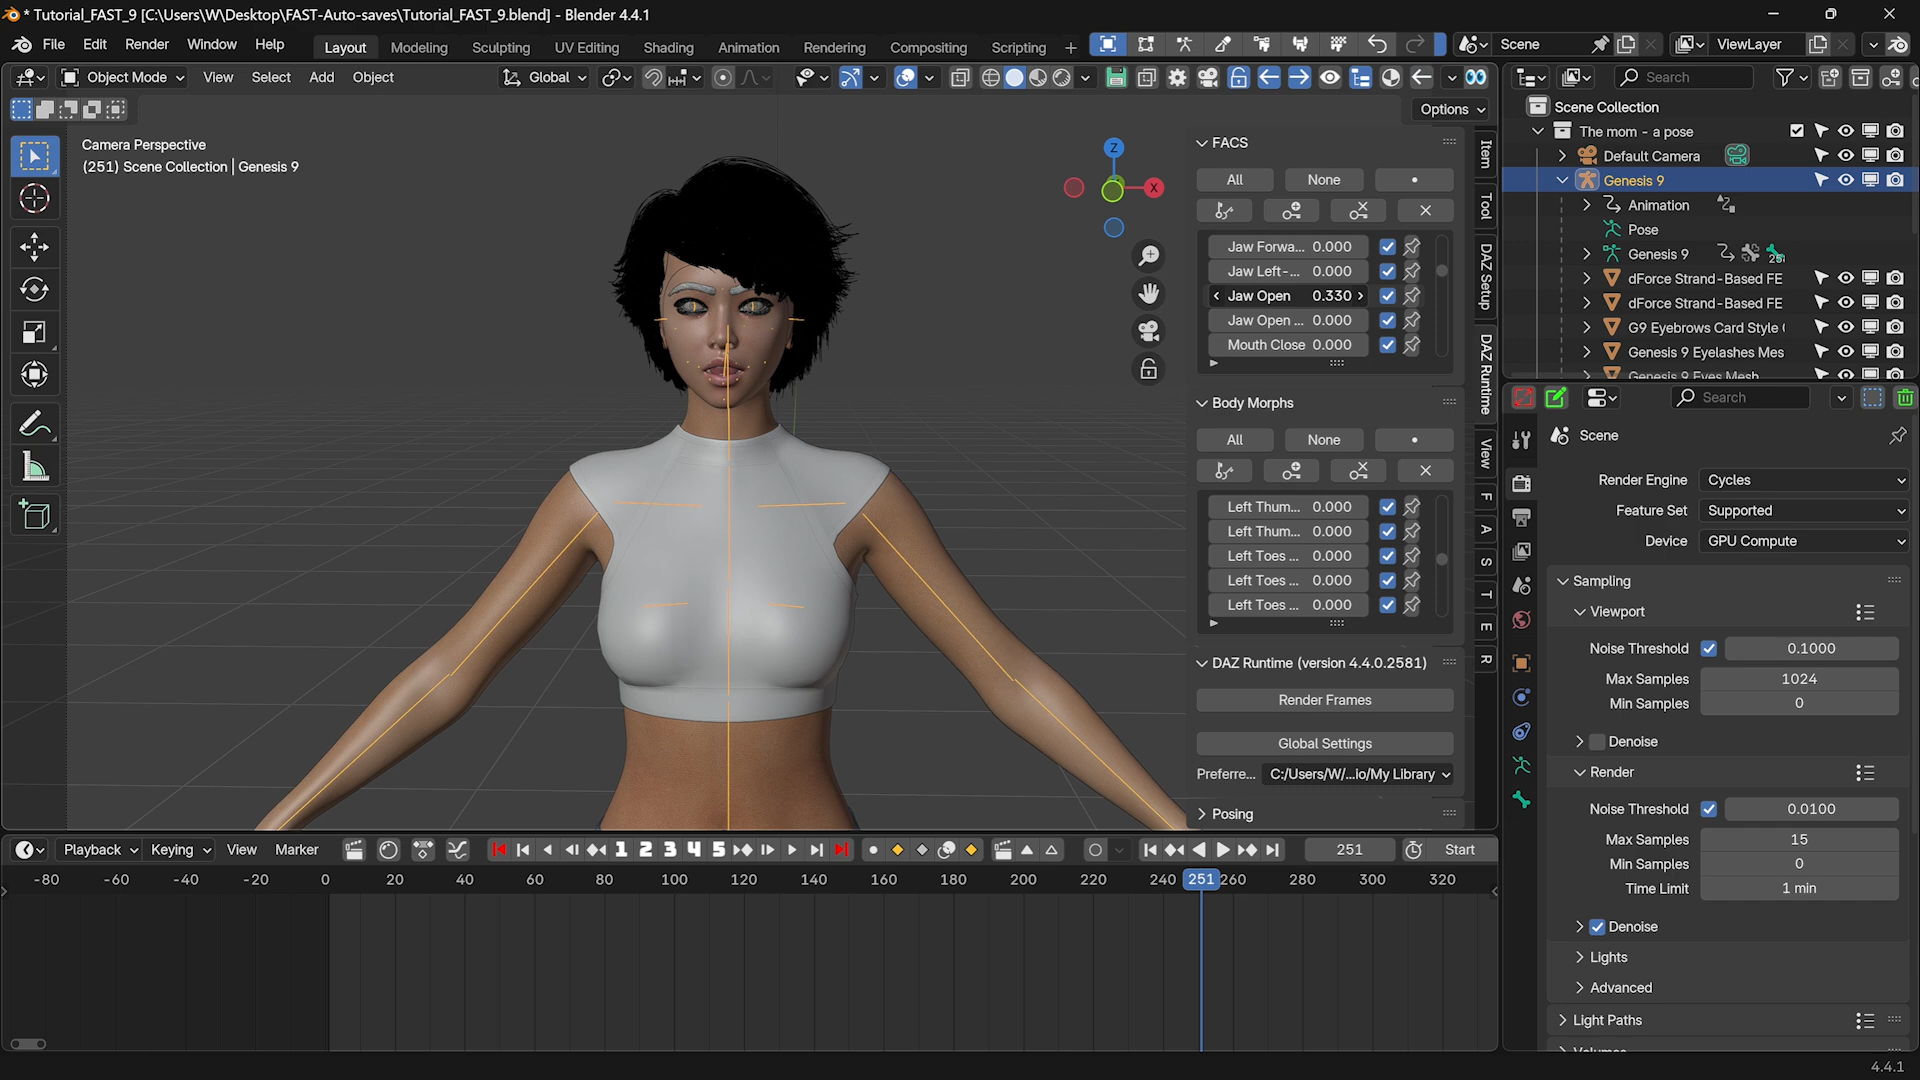 * Tutorial_FAST_9 [C:\Users\W\Desktop\FAST-Auto-saves\Tutorial_FAST_9.blend] - Blender 4.4.1
File Edit Render Window Help Layout Modeling Sculpting UV Editing Shading Animation Rendering Compositing Scripting + Scene ViewLayer
Object Mode View Select Add Object Global Search
Options
Camera Perspective
(251) Scene Collection | Genesis 9
Z
X
FACS
All None •
Jaw Forwa... 0.000
Jaw Left-... 0.000
Jaw Open 0.330
Jaw Open ... 0.000
Mouth Close 0.000
Body Morphs
All None •
Left Thum... 0.000
Left Thum... 0.000
Left Toes ... 0.000
Left Toes ... 0.000
Left Toes ... 0.000
DAZ Runtime (version 4.4.0.2581)
Render Frames
Global Settings
Preferre... C:/Users/W/...io/My Library
Posing
Item
Tool
DAZ Setup
DAZ Runtime
View
F
A
S
T
E
R
Scene Collection
The mom - a pose
Default Camera
Genesis 9
Animation
Pose
Genesis 9
dForce Strand-Based FE
dForce Strand-Based FE
G9 Eyebrows Card Style (
Genesis 9 Eyelashes Mes
Genesis 9 Eyes Mesh
Search
Scene
Render Engine Cycles
Feature Set Supported
Device GPU Compute
Sampling
Viewport
Noise Threshold 0.1000
Max Samples 1024
Min Samples 0
Denoise
Render
Noise Threshold 0.0100
Max Samples 15
Min Samples 0
Time Limit 1 min
Denoise
Lights
Advanced
Light Paths
Playback Keying View Marker 1 2 3 4 5 251 Start
-80 -60 -40 -20 0 20 40 60 80 100 120 140 160 180 200 220 240 251 260 280 300 320
4.4.1